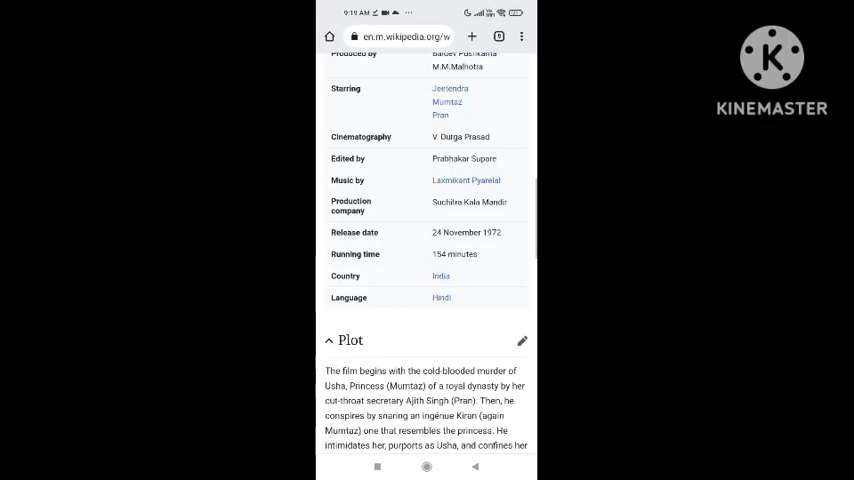 9:19 AM
en.m.wikipedia.org/w
9
Produced by Baldev Pushkarna
M.M.Malhotra
Starring Jeetendra
Mumtaz
Pran
Cinematography V. Durga Prasad
Edited by Prabhakar Supare
Music by Laxmikant Pyarelal
Production company Suchitra Kala Mandir
Release date 24 November 1972
Running time 154 minutes
Country India
Language Hindi
Plot
The film begins with the cold-blooded murder of
Usha, Princess (Mumtaz) of a royal dynasty by her
cut-throat secretary Ajith Singh (Pran). Then, he
conspires by snaring an ingénue Kiran (again
Mumtaz) one that resembles the princess. He
intimidates her, purports as Usha, and confines her
K
KINEMASTER